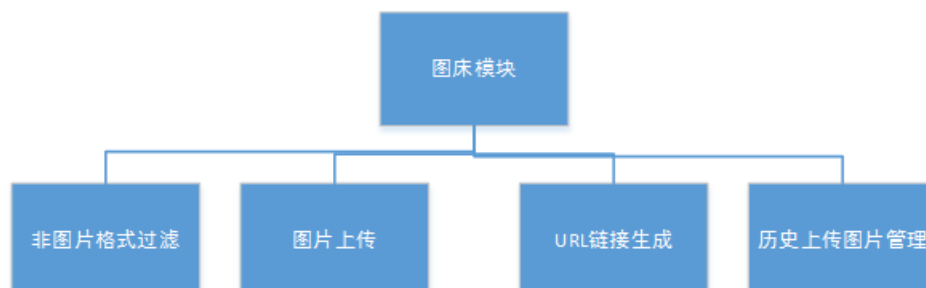 图床模块
非图片格式过滤
图片上传
URL链接生成
历史上传图片管理